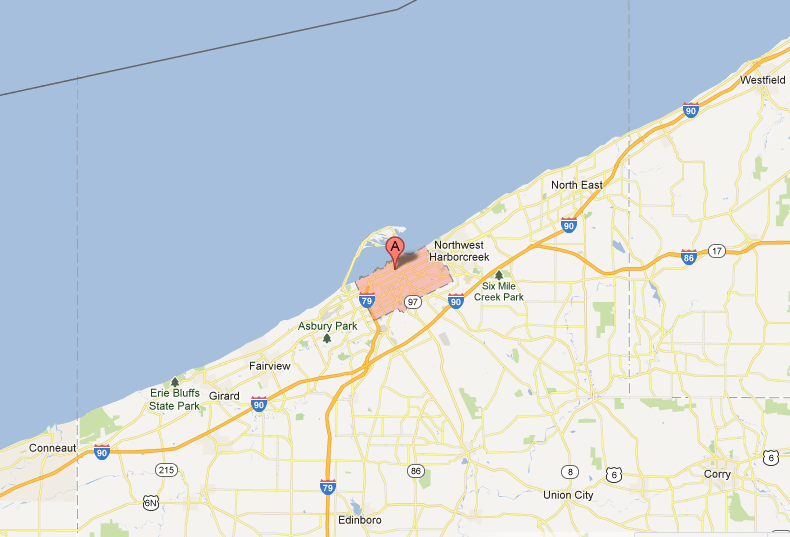 Westfield
90
North East
90
17
86
A
Northwest
Harborcreek
Six Mile
Creek Park
79
97
90
Asbury Park
Fairview
Erie Bluffs
State Park
Girard
90
Conneaut
90
215
86
8
6
6
Corry
79
6N
Union City
Edinboro